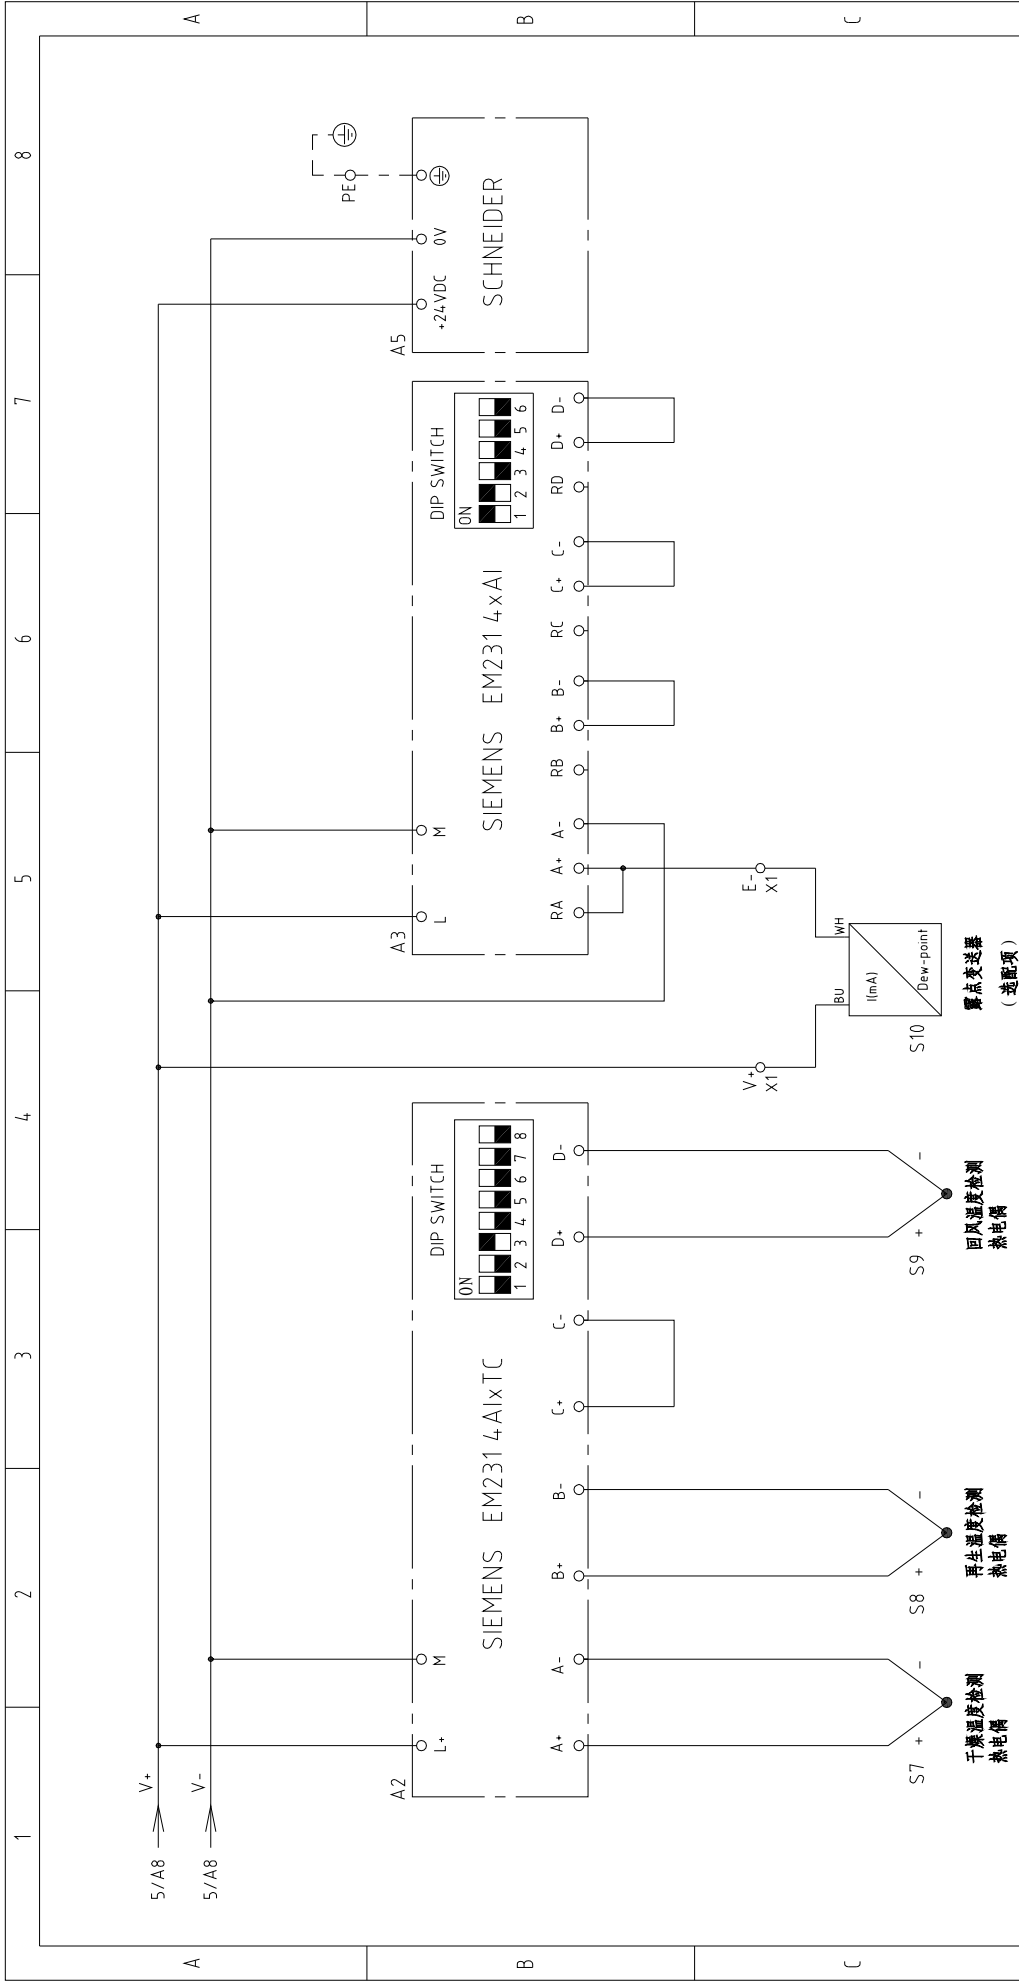 1 2 3 4 5 6 7 8
A A
5/A8 V+
5/A8 V-
PE
B B
A2 L+ M
SIEMENS EM231 4AIxTC
DIP SWITCH
ON
1 2 3 4 5 6 7 8
A+ A- B+ B- C+ C- D+ D-
A3 L M
SIEMENS EM231 4xAI
DIP SWITCH
ON
1 2 3 4 5 6
RA A+ A- RB B+ B- RC C+ C- RD D+ D-
A5 +24VDC 0V
SCHNEIDER
C C
V+ E-
X1 X1
BU WH
I(mA)
Dew-point
S7 + -
干燥温度检测
热电偶
S8 + -
再生温度检测
热电偶
S9 + -
回风温度检测
热电偶
S10
露点变送器
(选配项)